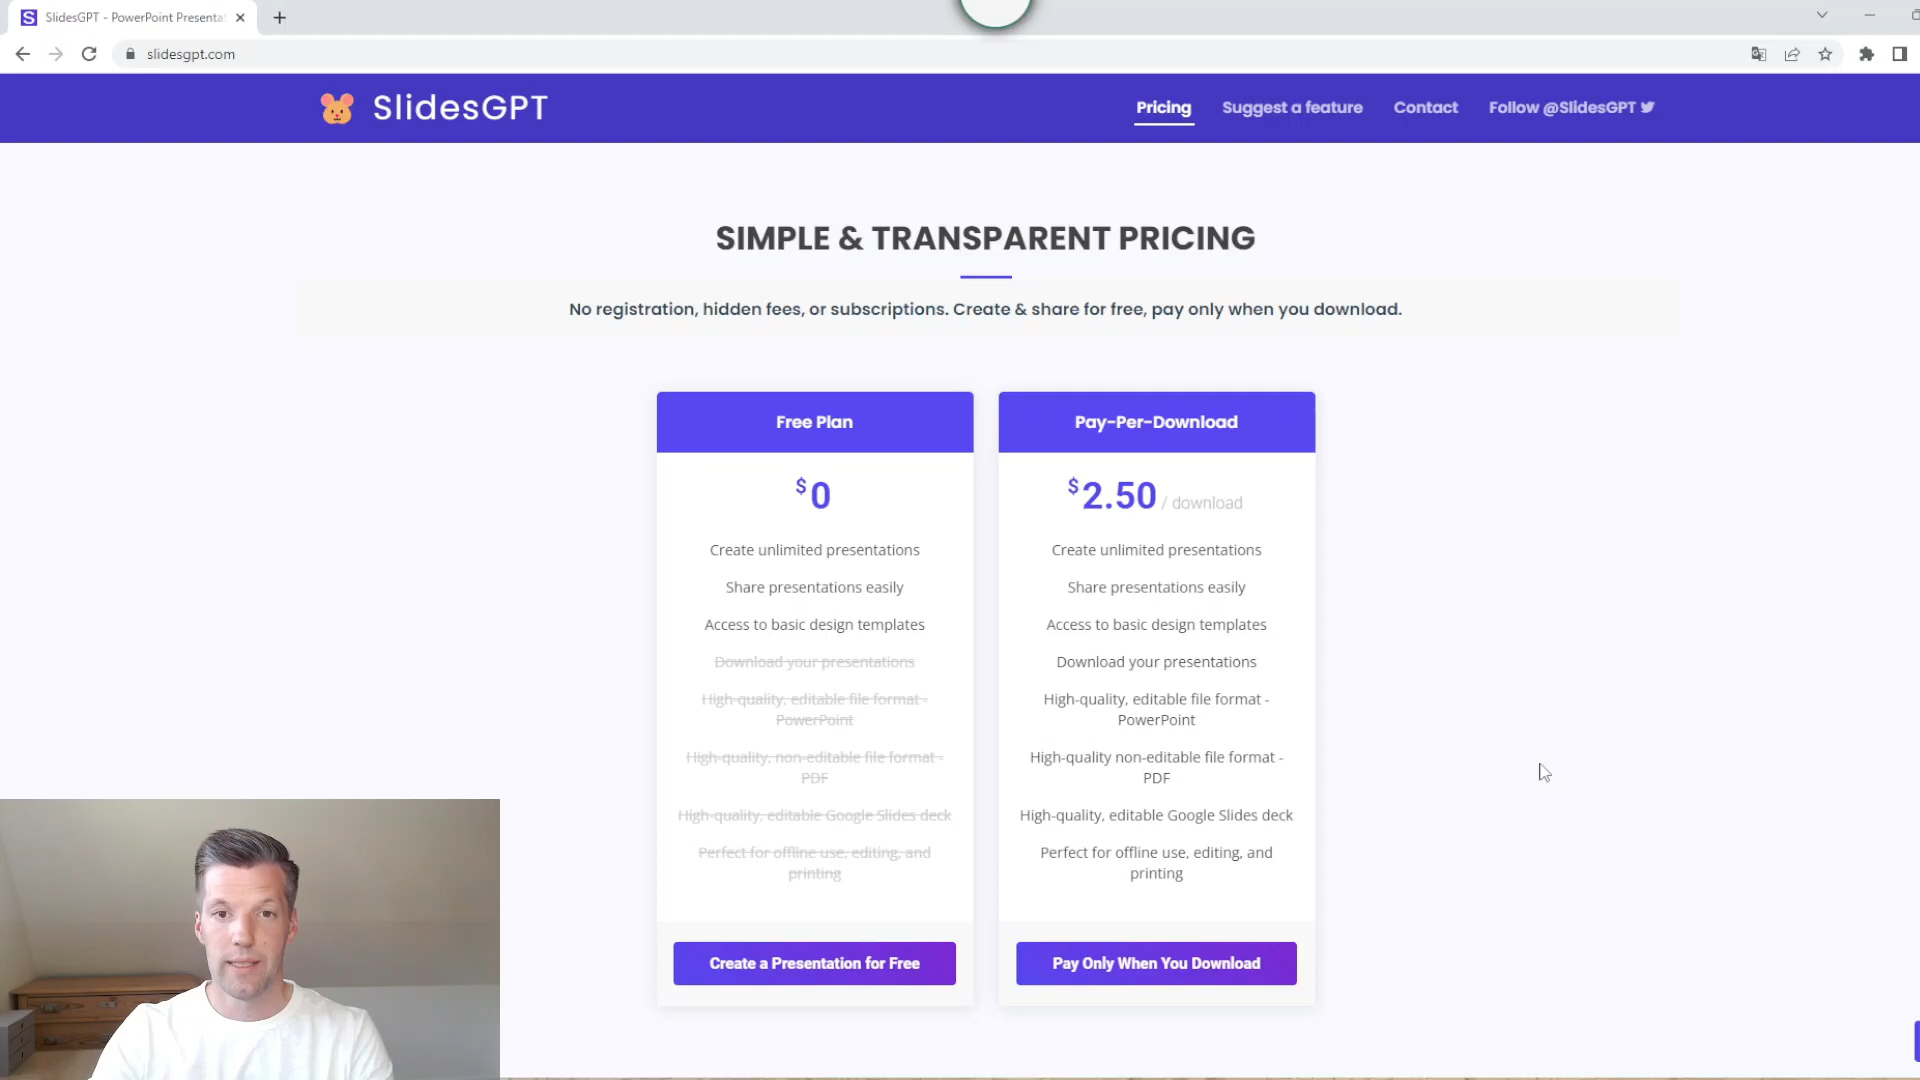 SlidesGPT - PowerPoint Presenta
slidesgpt.com
SlidesGPT
Pricing
Suggest a feature
Contact
Follow @SlidesGPT
SIMPLE & TRANSPARENT PRICING
No registration, hidden fees, or subscriptions. Create & share for free, pay only when you download.
Free Plan
$0
Create unlimited presentations
Share presentations easily
Access to basic design templates
Download your presentations
High-quality, editable file format -
PowerPoint
High-quality, non-editable file format -
PDF
High-quality, editable Google Slides deck
Perfect for offline use, editing, and
printing
Create a Presentation for Free
Pay-Per-Download
$2.50 / download
Create unlimited presentations
Share presentations easily
Access to basic design templates
Download your presentations
High-quality, editable file format -
PowerPoint
High-quality non-editable file format -
PDF
High-quality, editable Google Slides deck
Perfect for offline use, editing, and
printing
Pay Only When You Download